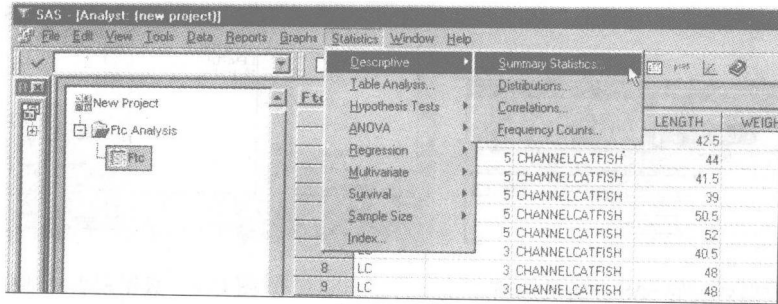 SAS - [Analyst: (new project)]
File Edit View Tools Data Reports Graphs Statistics Window Help
New Project
Ftc Analysis
Ftc
Descriptive
Table Analysis...
Hypothesis Tests
ANOVA
Regression
Multivariate
Survival
Sample Size
Index...
Summary Statistics...
Distributions...
Correlations...
Frequency Counts...
LENGTH
42.5
5 CHANNELCATFISH 44
5 CHANNELCATFISH 41.5
5 CHANNELCATFISH 39
5 CHANNELCATFISH 50.5
5 CHANNELCATFISH 52
LC 3 CHANNELCATFISH 40.5
8 LC 3 CHANNELCATFISH 48
9 LC 3 CHANNELCATFISH 48